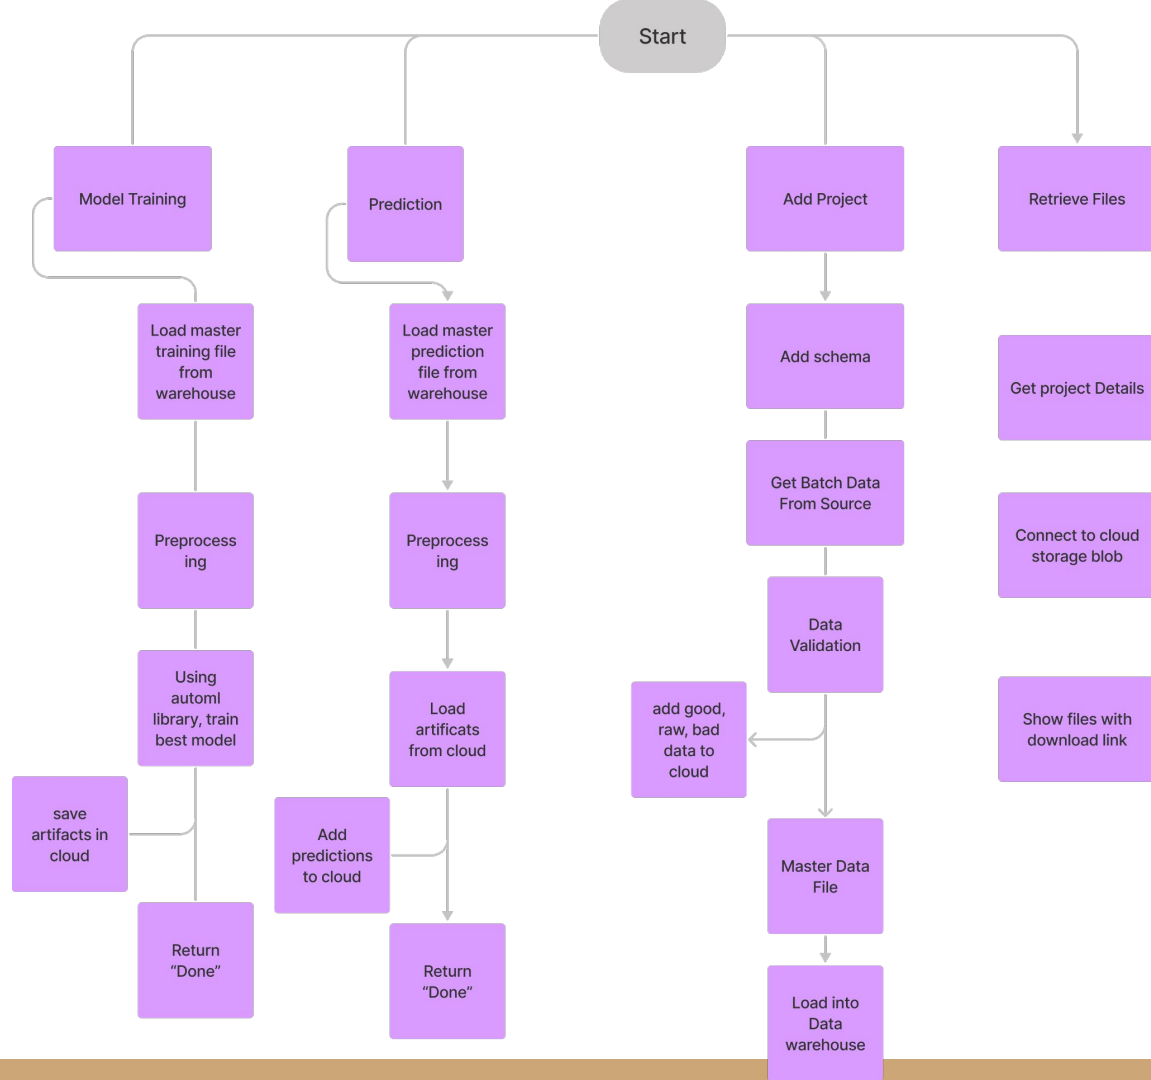 Start
Model Training
Load master
training file
from
warehouse
Preprocess
ing
Using
automl
library, train
best model
save
artifacts in
cloud
Return
“Done”
Prediction
Load master
prediction
file from
warehouse
Preprocess
ing
Load
artificats
from cloud
Add
predictions
to cloud
Return
“Done”
Add Project
Add schema
Get Batch Data
From Source
Data
Validation
add good,
raw, bad
data to
cloud
Master Data
File
Load into
Data
warehouse
Retrieve Files
Get project Details
Connect to cloud
storage blob
Show files with
download link